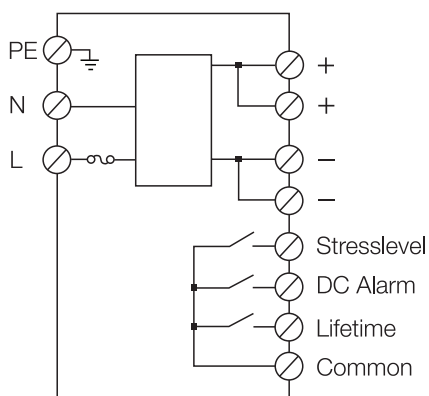 PE
N
L
+
+
–
–
Stresslevel
DC Alarm
Lifetime
Common